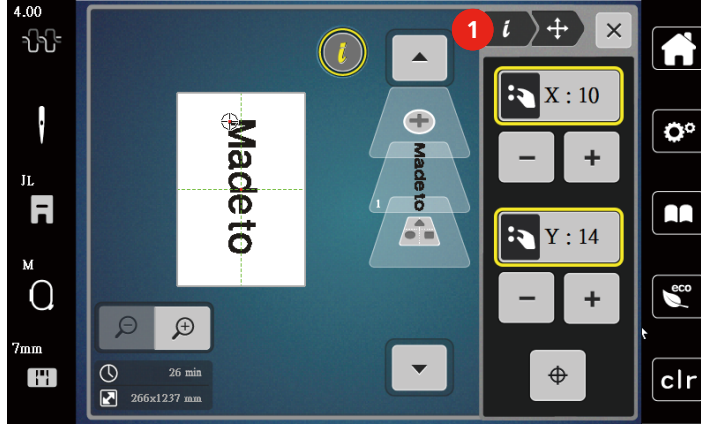 4.00
JL
M
7mm
Made to
26 min
266x1237 mm
Made to
1
1 i
X : 10
- +
Y : 14
- +
eco
clr
i